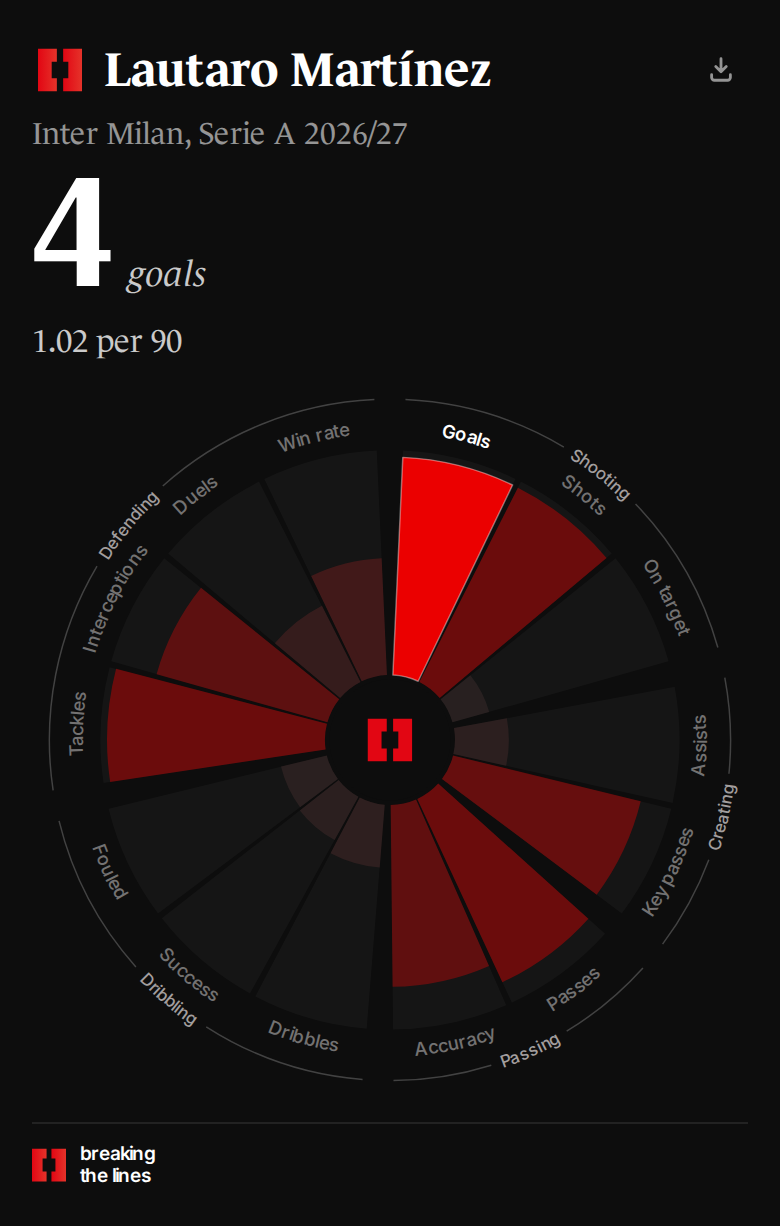 Lautaro Martínez
Inter Milan, Serie A 2026/27
4 goals
1.02 per 90
Goals
Shooting
Shots
On target
Assists
Creating
Key passes
Passes
Passing
Accuracy
Dribbles
Dribbling
Success
Fouled
Tackles
Interceptions
Defending
Duels
Win rate
breaking
the lines